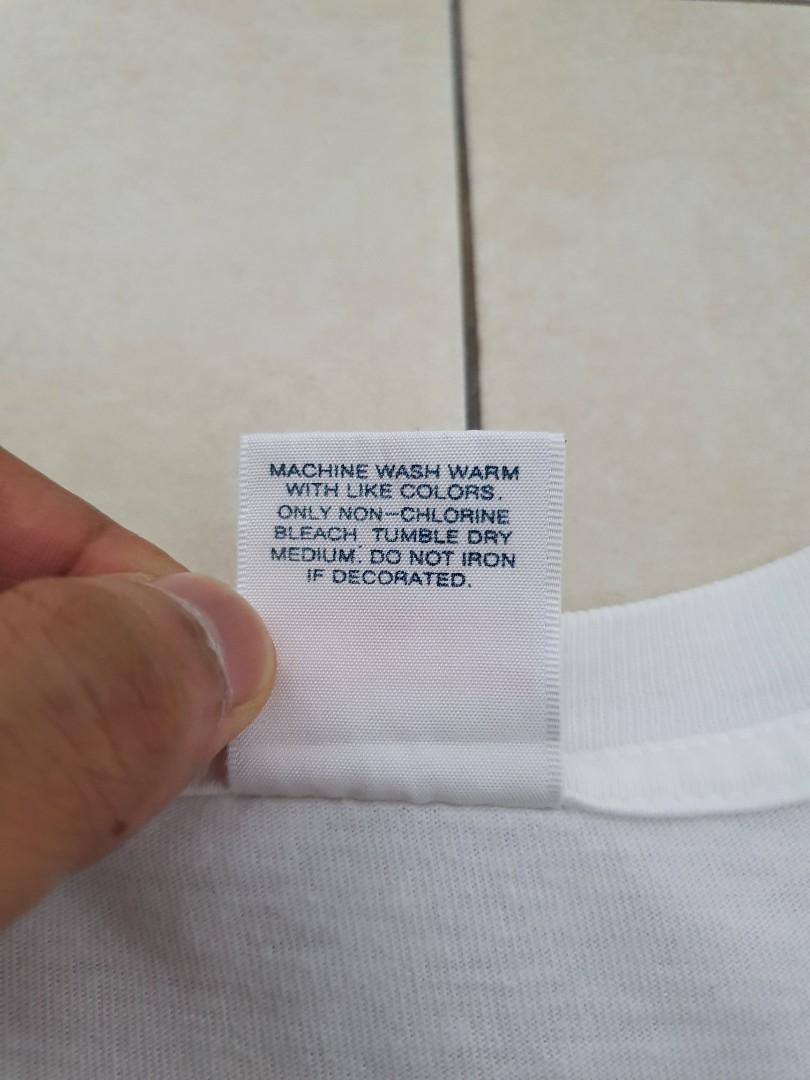 MACHINE WASH WARM
WITH LIKE COLORS.
ONLY NON-CHLORINE
BLEACH TUMBLE DRY
MEDIUM. DO NOT IRON
IF DECORATED.